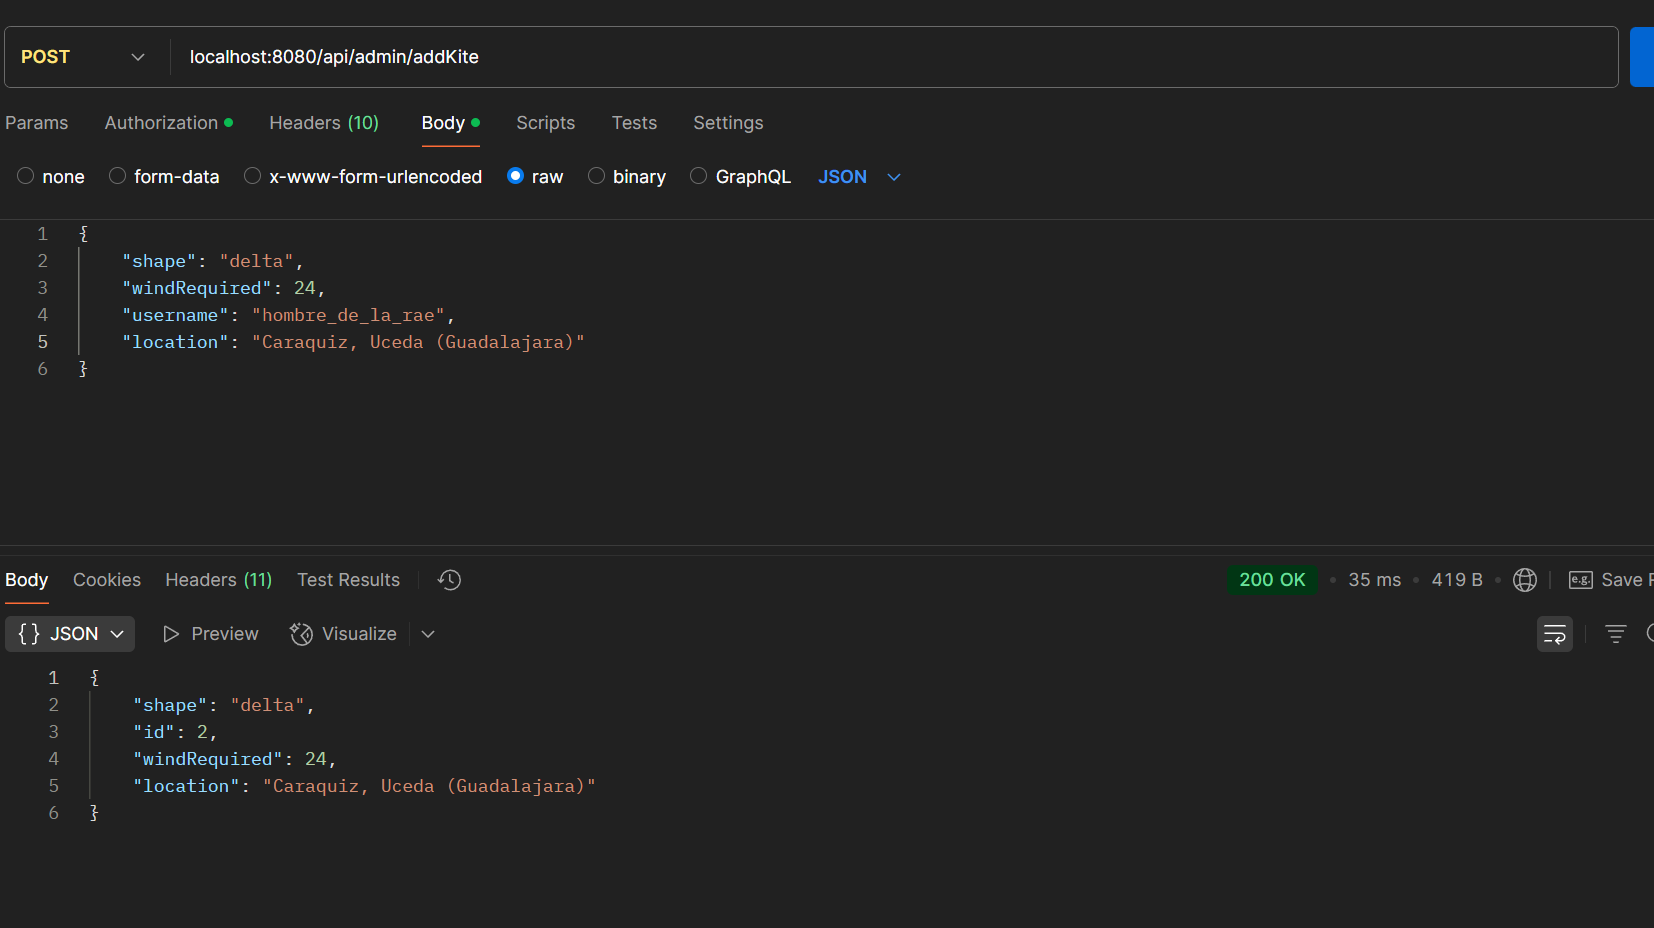 POST localhost:8080/api/admin/addKite
Params Authorization Headers (10) Body Scripts Tests Settings
none form-data x-www-form-urlencoded raw binary GraphQL JSON
1 {
2 "shape": "delta",
3 "windRequired": 24,
4 "username": "hombre_de_la_rae",
5 "location": "Caraquiz, Uceda (Guadalajara)"
6 }
Body Cookies Headers (11) Test Results 200 OK • 35 ms • 419 B • e.g. Save
{} JSON Preview Visualize
1 {
2 "shape": "delta",
3 "id": 2,
4 "windRequired": 24,
5 "location": "Caraquiz, Uceda (Guadalajara)"
6 }